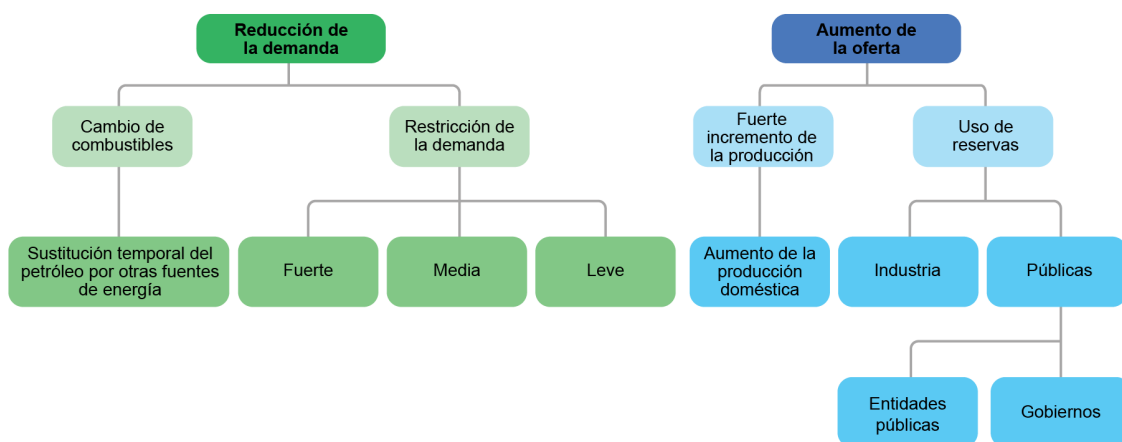 Reducción de
la demanda
Aumento de
la oferta
Cambio de
combustibles
Restricción de
la demanda
Fuerte
incremento de
la producción
Uso de
reservas
Sustitución temporal del
petróleo por otras fuentes
de energía
Fuerte
Media
Leve
Aumento de la
producción
doméstica
Industria
Públicas
Entidades
públicas
Gobiernos